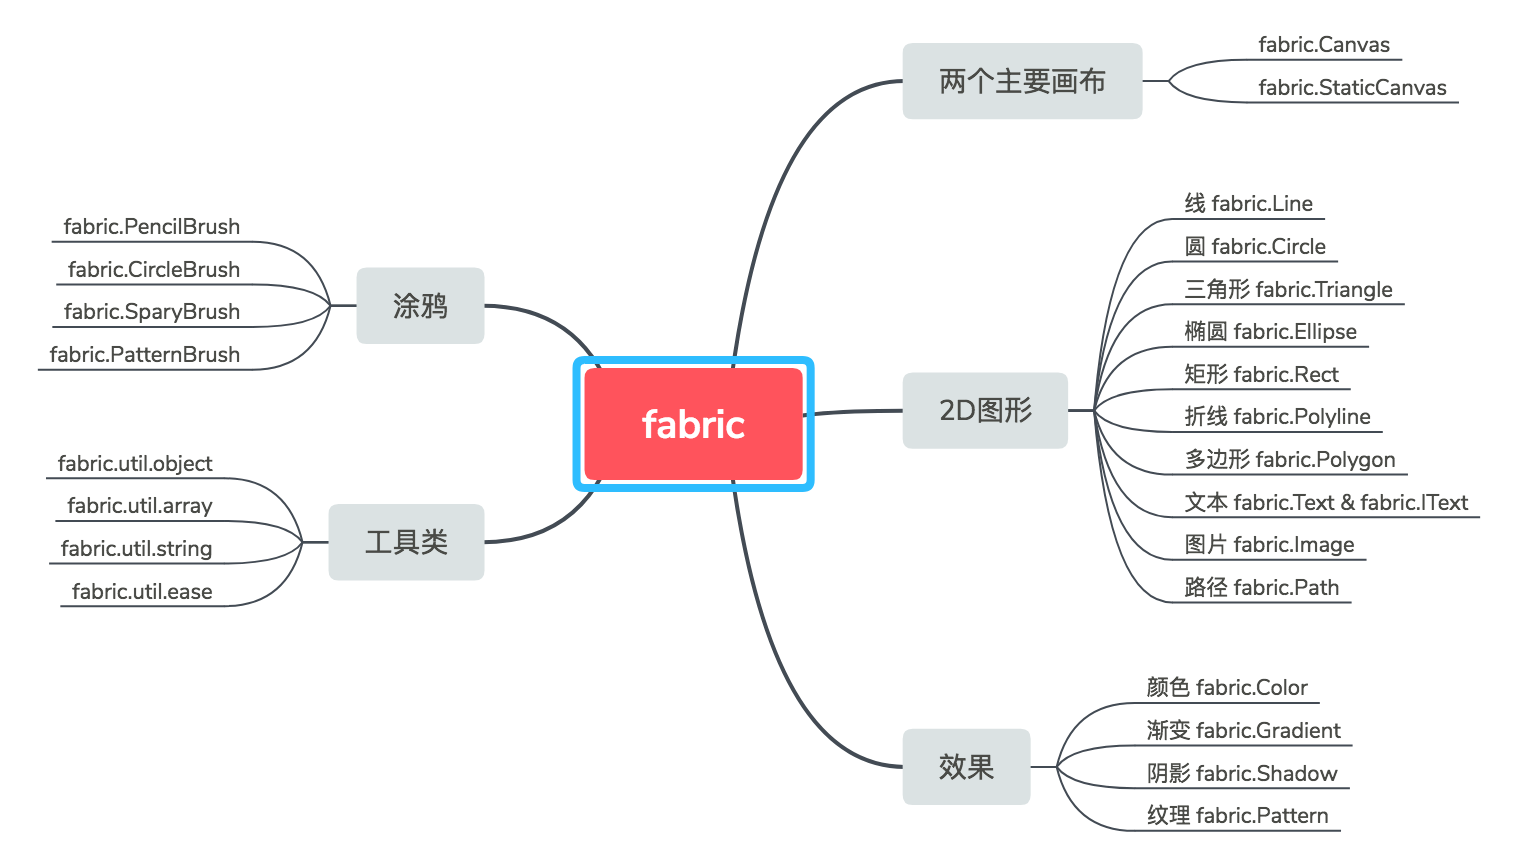 fabric
两个主要画布
fabric.Canvas
fabric.StaticCanvas
2D图形
线 fabric.Line
圆 fabric.Circle
三角形 fabric.Triangle
椭圆 fabric.Ellipse
矩形 fabric.Rect
折线 fabric.Polyline
多边形 fabric.Polygon
文本 fabric.Text & fabric.IText
图片 fabric.Image
路径 fabric.Path
效果
颜色 fabric.Color
渐变 fabric.Gradient
阴影 fabric.Shadow
纹理 fabric.Pattern
涂鸦
fabric.PencilBrush
fabric.CircleBrush
fabric.SparyBrush
fabric.PatternBrush
工具类
fabric.util.object
fabric.util.array
fabric.util.string
fabric.util.ease